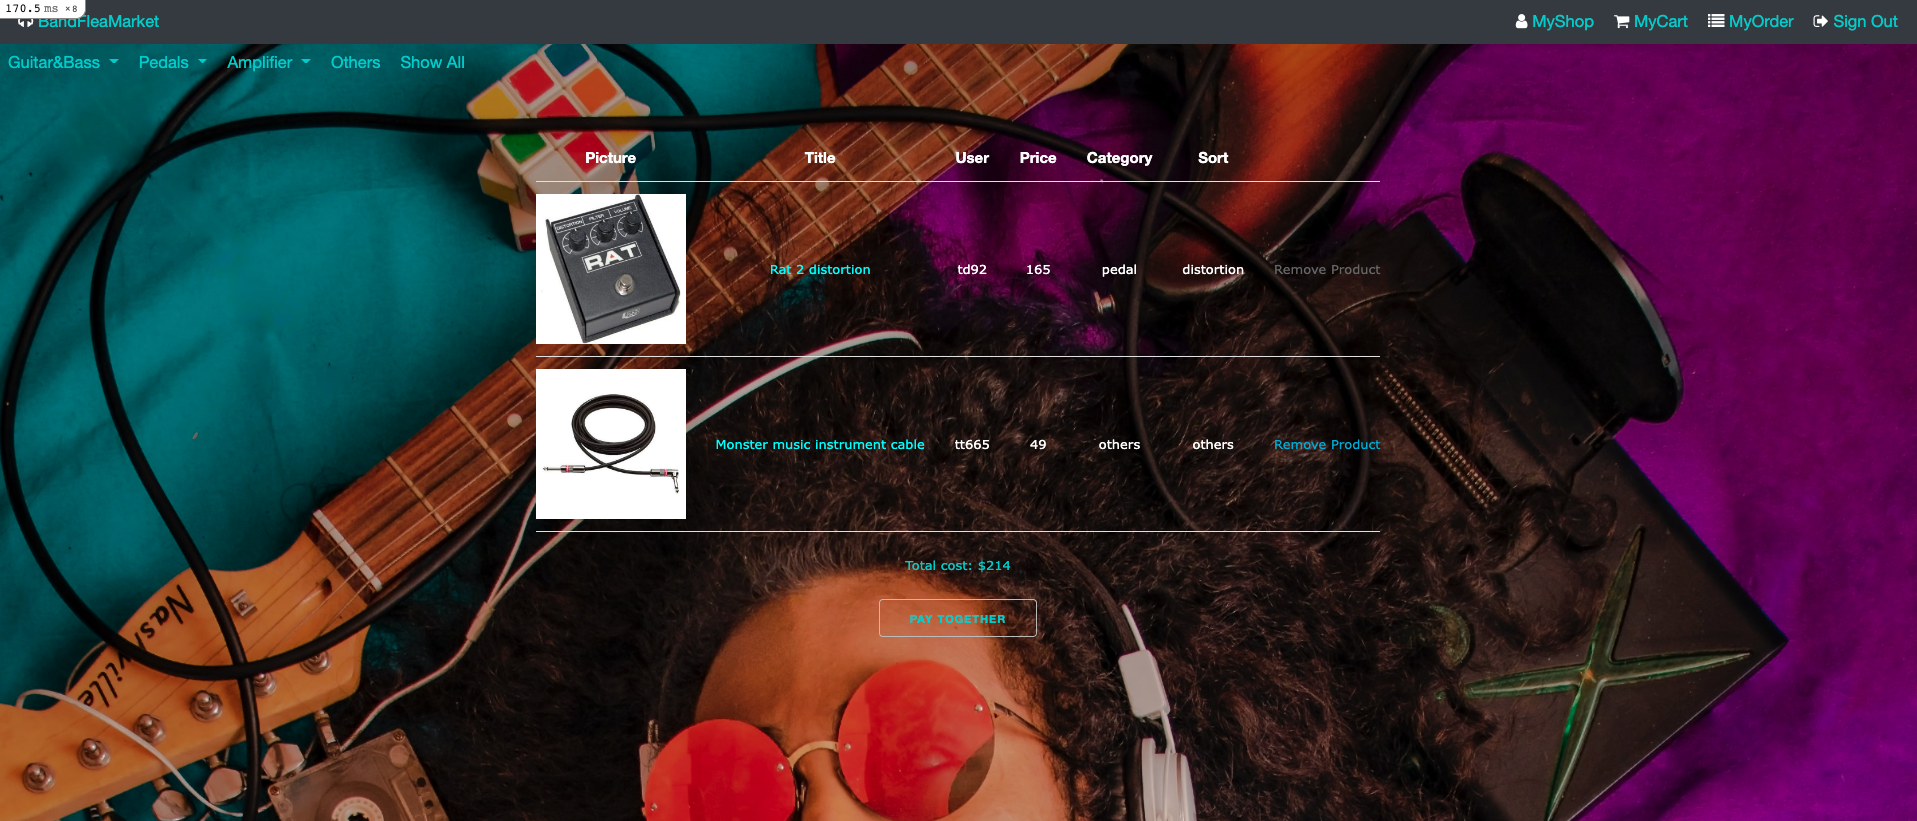 170.5 ms ×8
BandFleaMarket
MyShop MyCart MyOrder Sign Out
Guitar&Bass Pedals Amplifier Others Show All
Picture Title User Price Category Sort
DISTORTION FILTER VOLUME
RAT
Rat 2 distortion td92 165 pedal distortion Remove Product
Monster music instrument cable tt665 49 others others Remove Product
Total cost: $214
PAY TOGETHER
Nashville